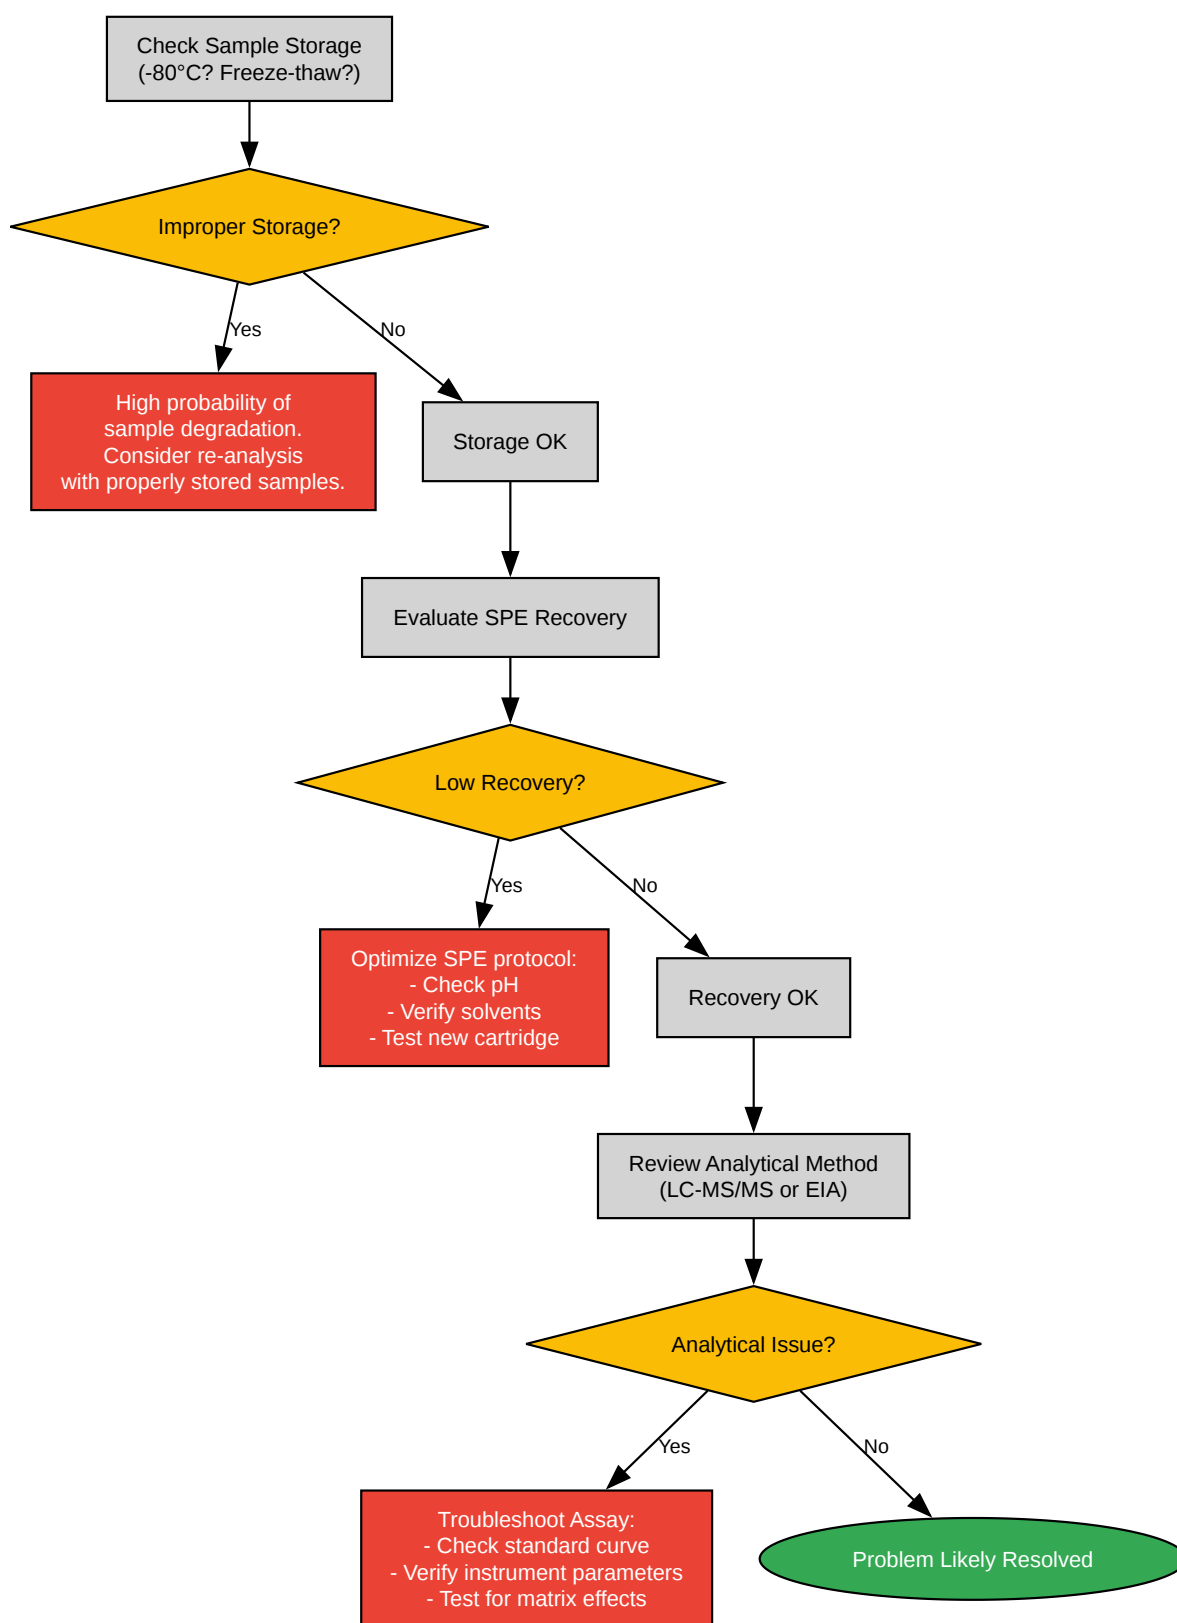 Check Sample Storage
(-80°C? Freeze-thaw?)
Improper Storage?
Yes
No
High probability of
sample degradation.
Consider re-analysis
with properly stored samples.
Storage OK
Evaluate SPE Recovery
Low Recovery?
Yes
No
Optimize SPE protocol:
- Check pH
- Verify solvents
- Test new cartridge
Recovery OK
Review Analytical Method
(LC-MS/MS or EIA)
Analytical Issue?
Yes
No
Troubleshoot Assay:
- Check standard curve
- Verify instrument parameters
- Test for matrix effects
Problem Likely Resolved